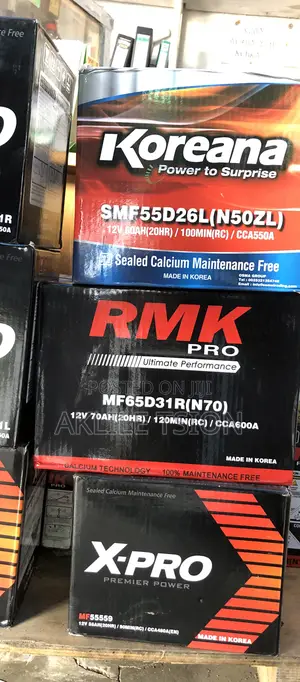 Koreana
Power to Surprise
SMF55D26L(N50ZL)
12V 60AH(20HR) / 100MIN(RC) / CCA550A
Sealed Calcium Maintenance Free
MADE IN KOREA
RMK
PRO
Ultimate Performance
POSTED ON
AKLILE TSION
MF65D31R(N70)
12V 70AH(20HR) / 120MIN(RC) / CCA600A
MADE IN KOREA
CALCIUM TECHNOLOGY 100% MAINTENANCE FREE
Sealed Calcium Maintenance Free
X-PRO
PREMIER POWER
MF55559
MADE IN KOREA